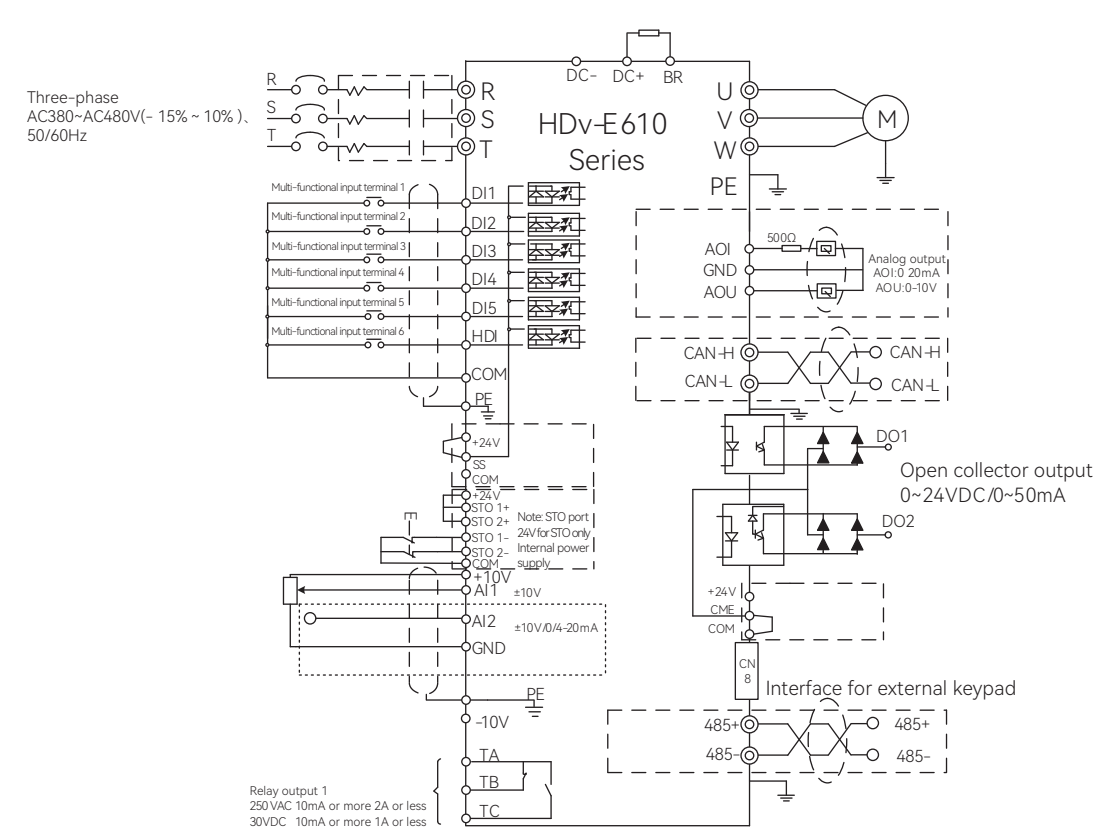 DC- DC+ BR
Three-phase
AC380~AC480V(- 15% ~ 10% )、
50/60Hz
R
S
T
R
S
T
HDv-E610
Series
U
V
W
M
PE
Multi-functional input terminal 1
DI1
Multi-functional input terminal 2
DI2
Multi-functional input terminal 3
DI3
Multi-functional input terminal 4
DI4
Multi-functional input terminal 5
DI5
Multi-functional input terminal 6
HDI
COM
PE
+24V
SS
COM
+24V
STO 1+
STO 2+
STO 1-
STO 2-
COM
Note: STO port
24V for STO only
Internal power
supply
E
+10V
AI1 ±10V
AI2 ±10V/0/4-20mA
GND
PE
-10V
TA
TB
TC
Relay output 1
250 VAC 10mA or more 2A or less
30VDC 10mA or more 1A or less
AOI
500Ω
GND
AOU
Analog output
AOI:0 20mA
AOU:0-10V
CAN-H CAN-H
CAN-L CAN-L
DO1
Open collector output
0~24VDC/0~50mA
DO2
+24V
CME
COM
CN
8
Interface for external keypad
485+ 485+
485- 485-